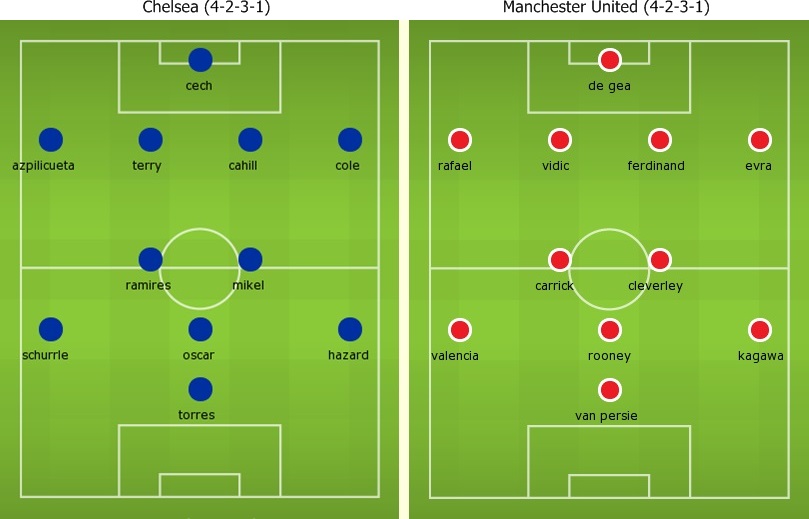 Chelsea (4-2-3-1)
cech
azpilicueta terry cahill cole
ramires mikel
schurrle oscar hazard
torres
Manchester United (4-2-3-1)
de gea
rafael vidic ferdinand evra
carrick cleverley
valencia rooney kagawa
van persie